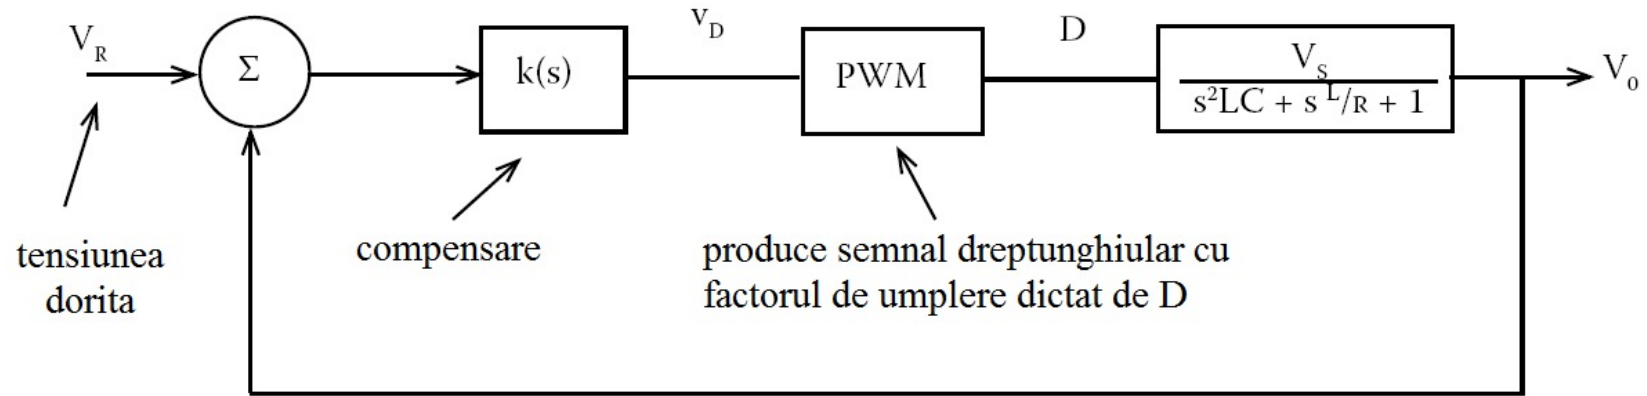 V_R
Σ
k(s)
v_D
PWM
D
V_S
s²LC + s L/R + 1
V_o
tensiunea
dorita
compensare
produce semnal dreptunghiular cu
factorul de umplere dictat de D